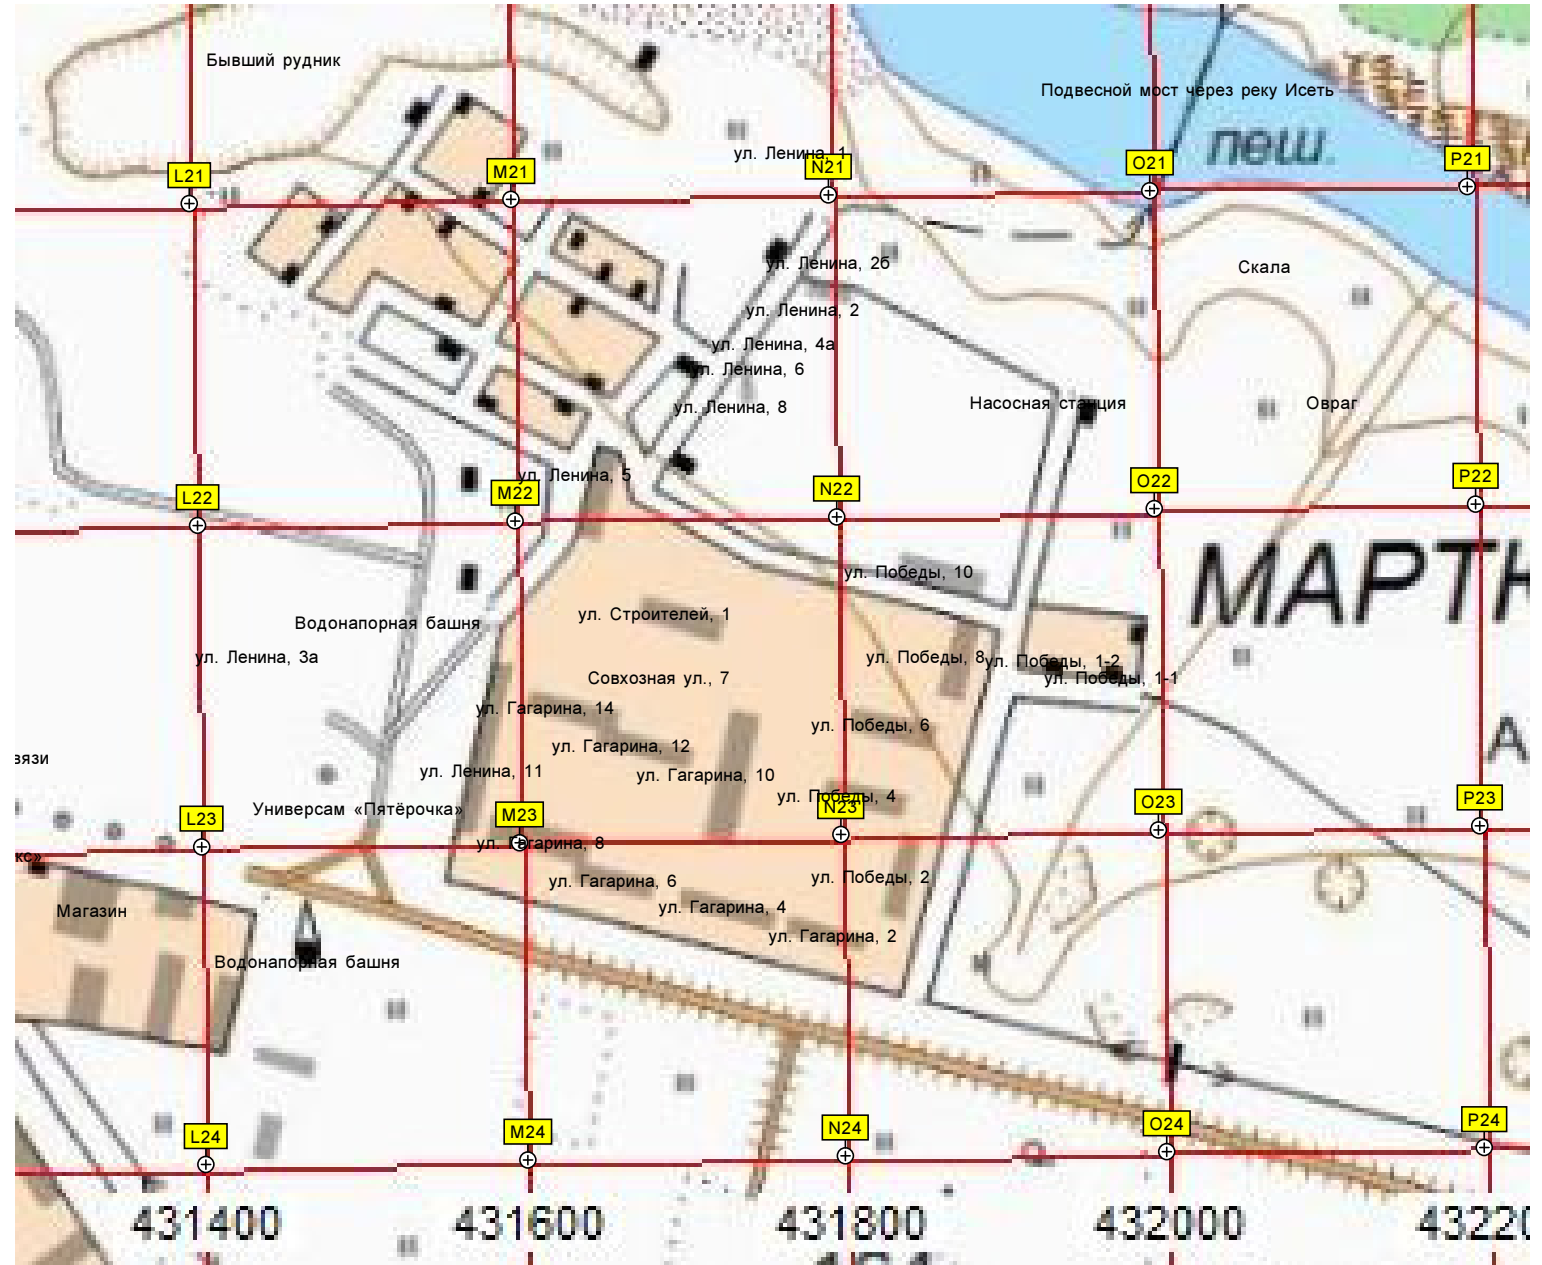 Бывший рудник
Подвесной мост через реку Исеть
пеш.
ул. Ленина, 1
L21
M21
N21
O21
P21
ул. Ленина, 2б
Скала
ул. Ленина, 2
ул. Ленина, 4а
ул. Ленина, 6
ул. Ленина, 8
Насосная станция
Овраг
ул. Ленина, 5
L22
M22
N22
O22
P22
ул. Победы, 10
МАРТН
ул. Строителей, 1
Водонапорная башня
ул. Ленина, 3а
ул. Победы, 8
ул. Победы, 1-2
Совхозная ул., 7
ул. Победы, 1-1
ул. Гагарина, 14
ул. Победы, 6
ул. Гагарина, 12
вязи
ул. Ленина, 11
ул. Гагарина, 10
ул. Победы, 4
Универсам «Пятёрочка»
L23
M23
N23
O23
P23
ул. Гагарина, 8
кс»
ул. Гагарина, 6
ул. Победы, 2
Магазин
ул. Гагарина, 4
ул. Гагарина, 2
Водонапорная башня
L24
M24
N24
O24
P24
431400
431600
431800
432000
43220